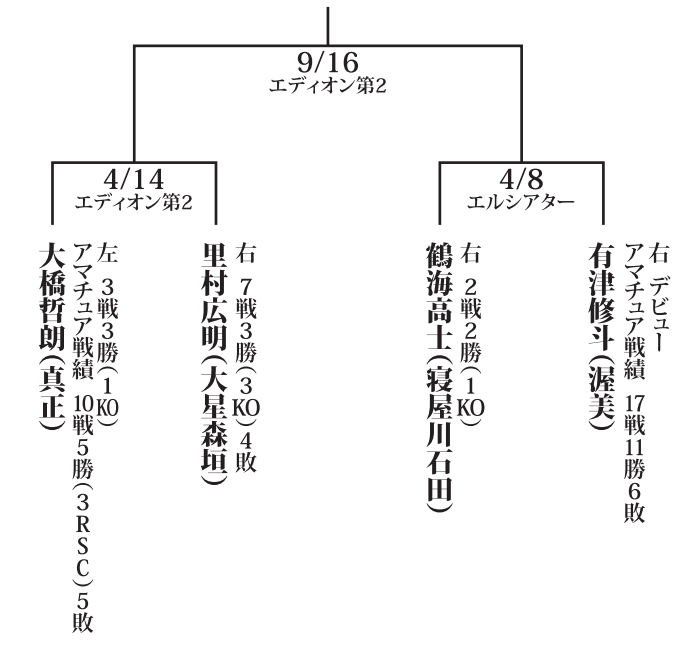 9/16
エディオン第2
4/14
エディオン第2
4/8
エルシアター
大橋哲朗(真正)
左 3戦3勝(1KO)
アマチュア戦績 10戦5勝(3RSC)5敗
里村広明(大星森垣)
右 7戦3勝(3KO)4敗
鶴海高士(寝屋川石田)
右 2戦2勝(1KO)
有津修斗(渥美)
右 デビュー
アマチュア戦績 17戦11勝6敗